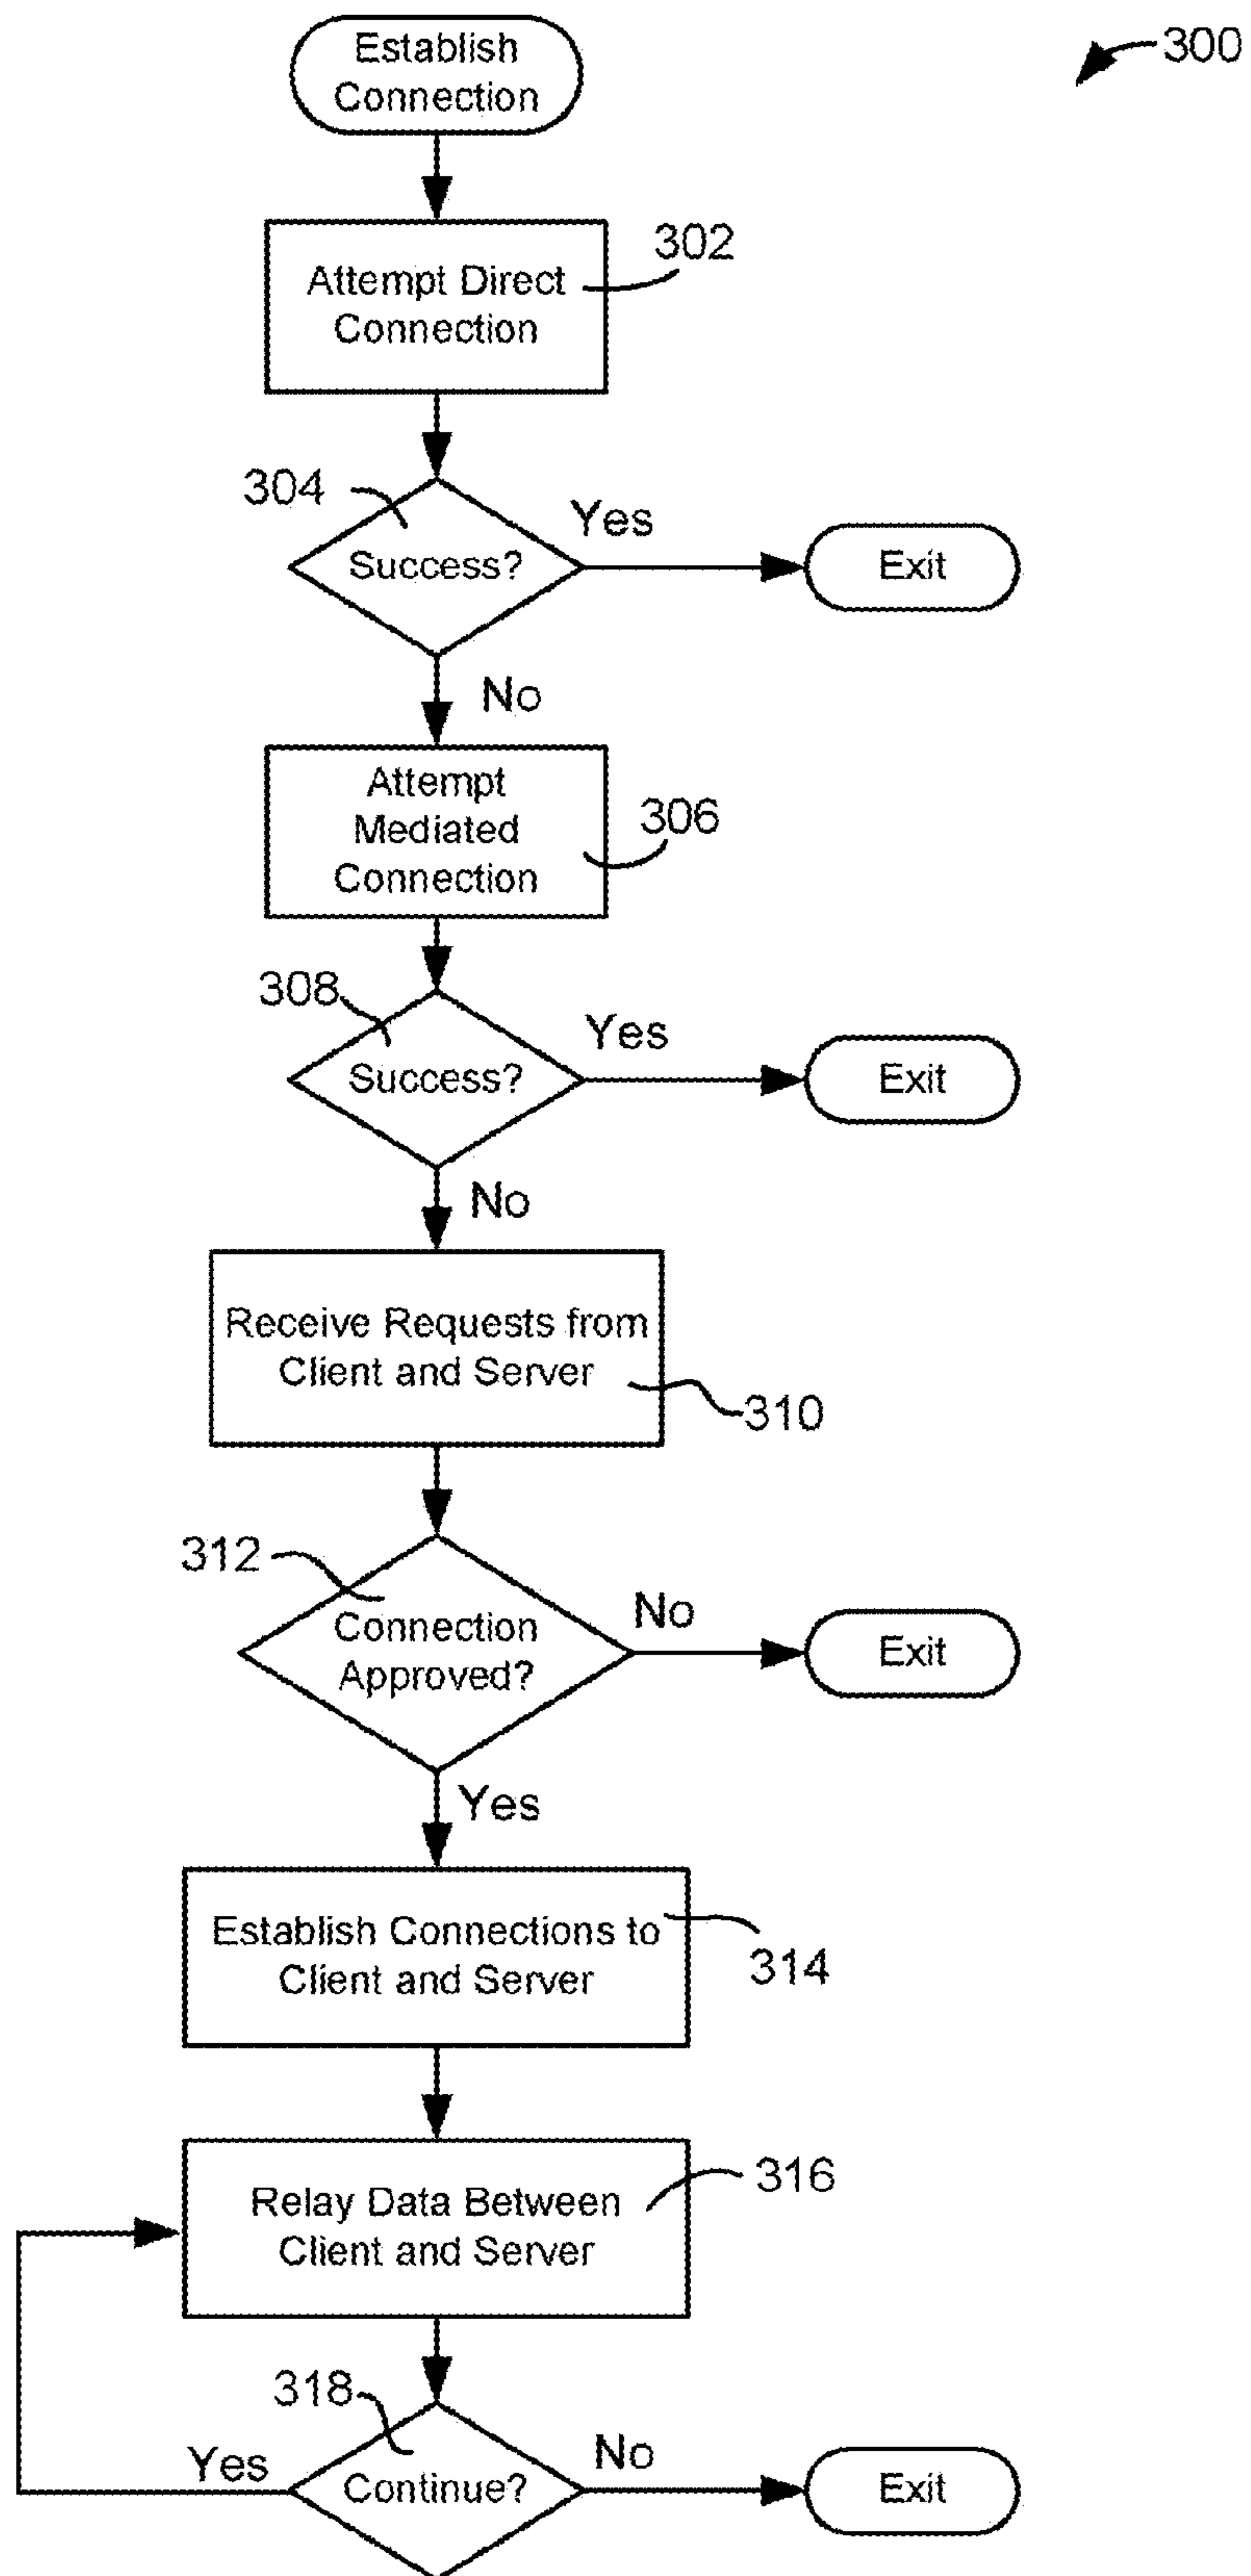 Establish
Connection
300
302
Attempt Direct
Connection
304
Yes
Success?
Exit
No
Attempt
Mediated
Connection
306
308
Yes
Success?
Exit
No
Receive Requests from
Client and Server
310
312
No
Connection
Approved?
Exit
Yes
Establish Connections to
Client and Server
314
316
Relay Data Between
Client and Server
318
Yes
No
Continue?
Exit